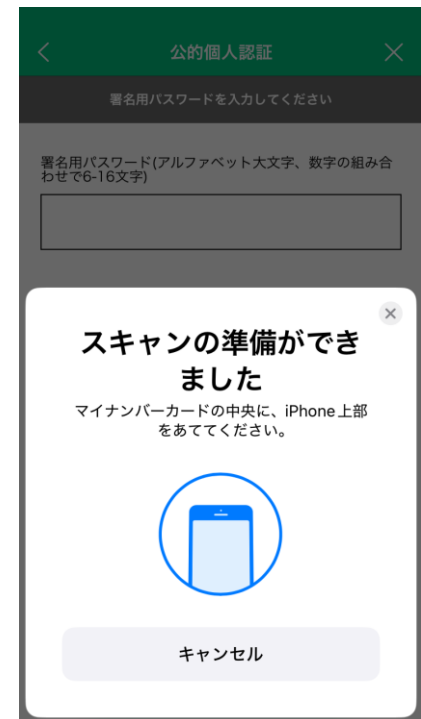 公的個人認証
署名用パスワードを入力してください
署名用パスワード(アルファベット大文字、数字の組み合
わせで6-16文字)
スキャンの準備ができ
ました
マイナンバーカードの中央に、iPhone上部
をあててください。
キャンセル